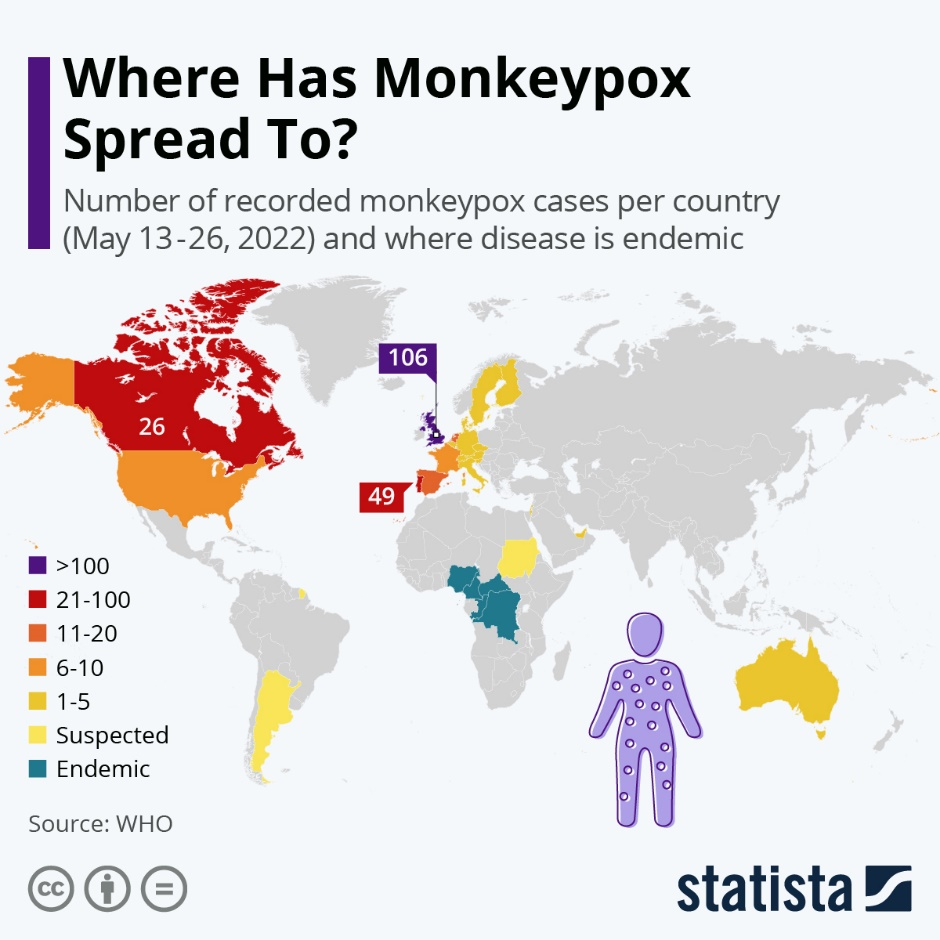 Where Has Monkeypox
Spread To?
Number of recorded monkeypox cases per country
(May 13-26, 2022) and where disease is endemic
106
26
49
>100
21-100
11-20
6-10
1-5
Suspected
Endemic
Source: WHO
cc
statista